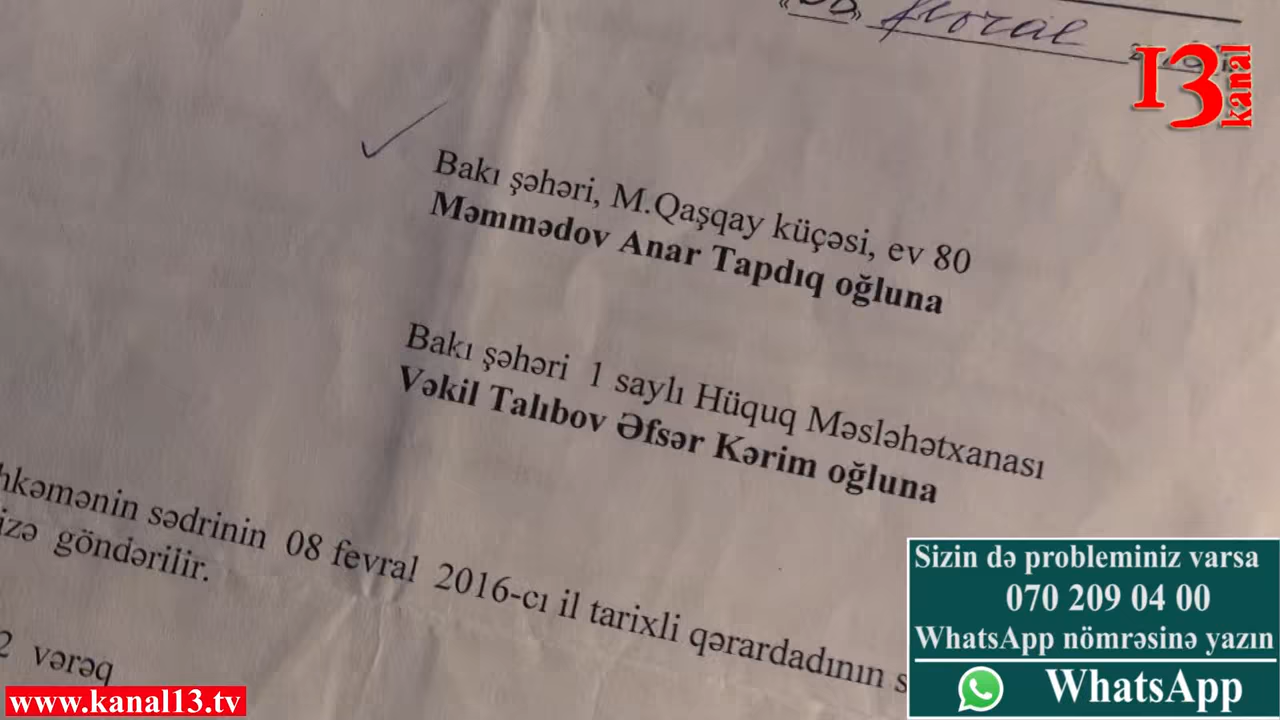 13 kanal
Bakı şəhəri, M.Qaşqay küçəsi, ev 80
Məmmədov Anar Tapdıq oğluna
Bakı şəhəri 1 saylı Hüquq Məsləhətxanası
Vəkil Talıbov Əfsər Kərim oğluna
hkəmənin sədrinin 08 fevral 2016-cı il tarixli qərardadının s
izə göndərilir.
2 vərəq
Sizin də probleminiz varsa
070 209 04 00
WhatsApp nömrəsinə yazın
WhatsApp
www.kanal13.tv